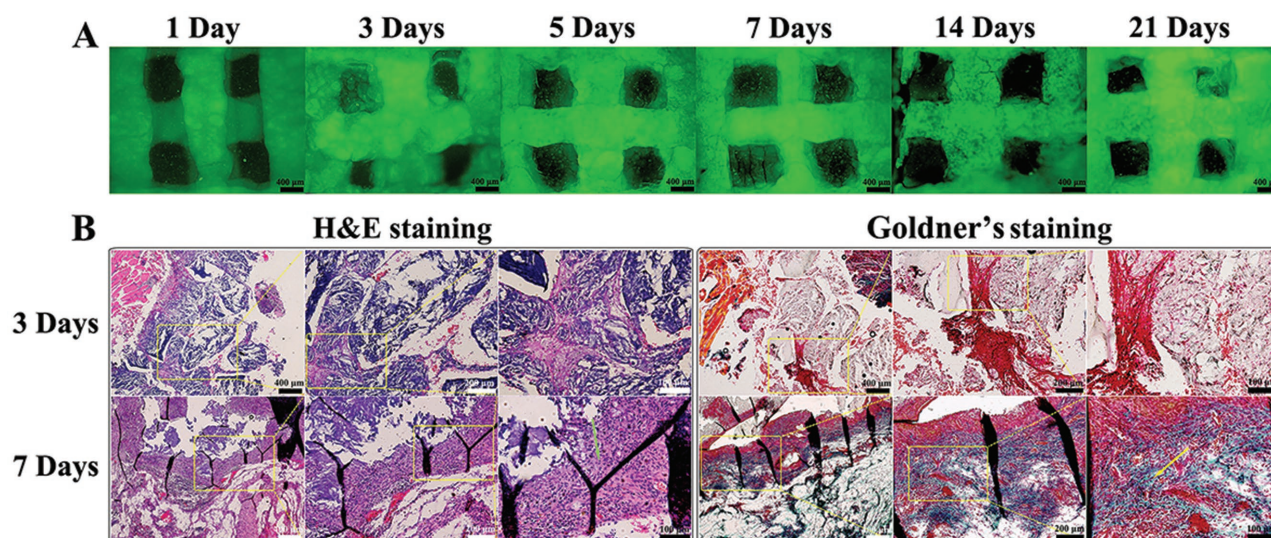 A
1 Day 3 Days 5 Days 7 Days 14 Days 21 Days
400 μm 400 μm 400 μm 400 μm 400 μm 400 μm
B
H&E staining Goldner's staining
3 Days
400 μm 200 μm 100 μm 400 μm 200 μm 100 μm
7 Days
100 μm 200 μm 100 μm